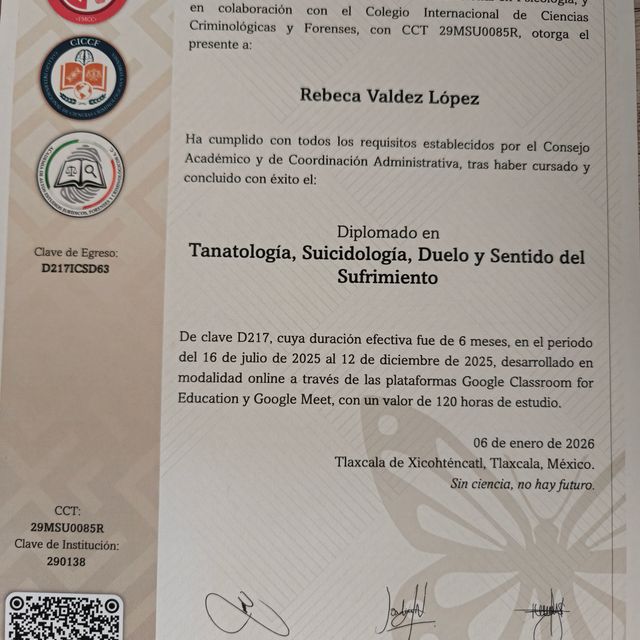 en Psicología, y
en colaboración con el Colegio Internacional de Ciencias
Criminológicas y Forenses, con CCT 29MSU0085R, otorga el
presente a:
Rebeca Valdez López
Ha cumplido con todos los requisitos establecidos por el Consejo
Académico y de Coordinación Administrativa, tras haber cursado y
concluido con éxito el:
Diplomado en
Tanatología, Suicidología, Duelo y Sentido del
Sufrimiento
De clave D217, cuya duración efectiva fue de 6 meses, en el periodo
del 16 de julio de 2025 al 12 de diciembre de 2025, desarrollado en
modalidad online a través de las plataformas Google Classroom for
Education y Google Meet, con un valor de 120 horas de estudio.
06 de enero de 2026
Tlaxcala de Xicohténcatl, Tlaxcala, México.
Sin ciencia, no hay futuro.
CICCF
Clave de Egreso:
D217ICSD63
CCT:
29MSU0085R
Clave de Institución:
290138